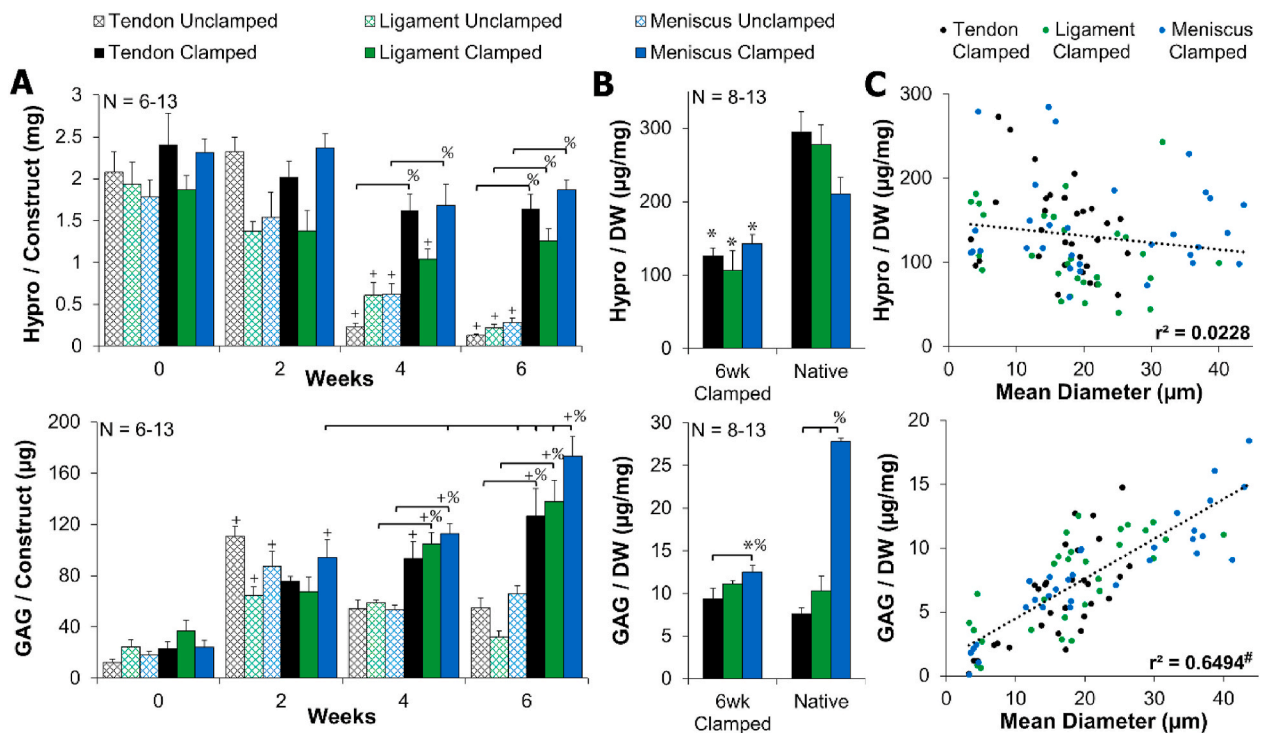 Tendon Unclamped Ligament Unclamped Meniscus Unclamped
Tendon Clamped Ligament Clamped Meniscus Clamped
Tendon Clamped Ligament Clamped Meniscus Clamped
A
N = 6-13
Hypro / Construct (mg)
3
2.5
2
1.5
1
0.5
0
+ + + + % % + + + % % %
0 2 4 6
Weeks
N = 6-13
GAG / Construct (µg)
200
160
120
80
40
0
+ + + + + +% +% +% +% +%
0 2 4 6
Weeks
B
N = 8-13
Hypro / DW (µg/mg)
300
200
100
0
* * *
6wk Clamped Native
N = 8-13
GAG / DW (µg/mg)
30
25
20
15
10
5
0
*% %
6wk Clamped Native
C
Hypro / DW (µg/mg)
300
200
150
100
50
0
r² = 0.0228
0 10 20 30 40
Mean Diameter (µm)
GAG / DW (µg/mg)
20
15
10
5
0
r² = 0.6494#
0 10 20 30 40
Mean Diameter (µm)